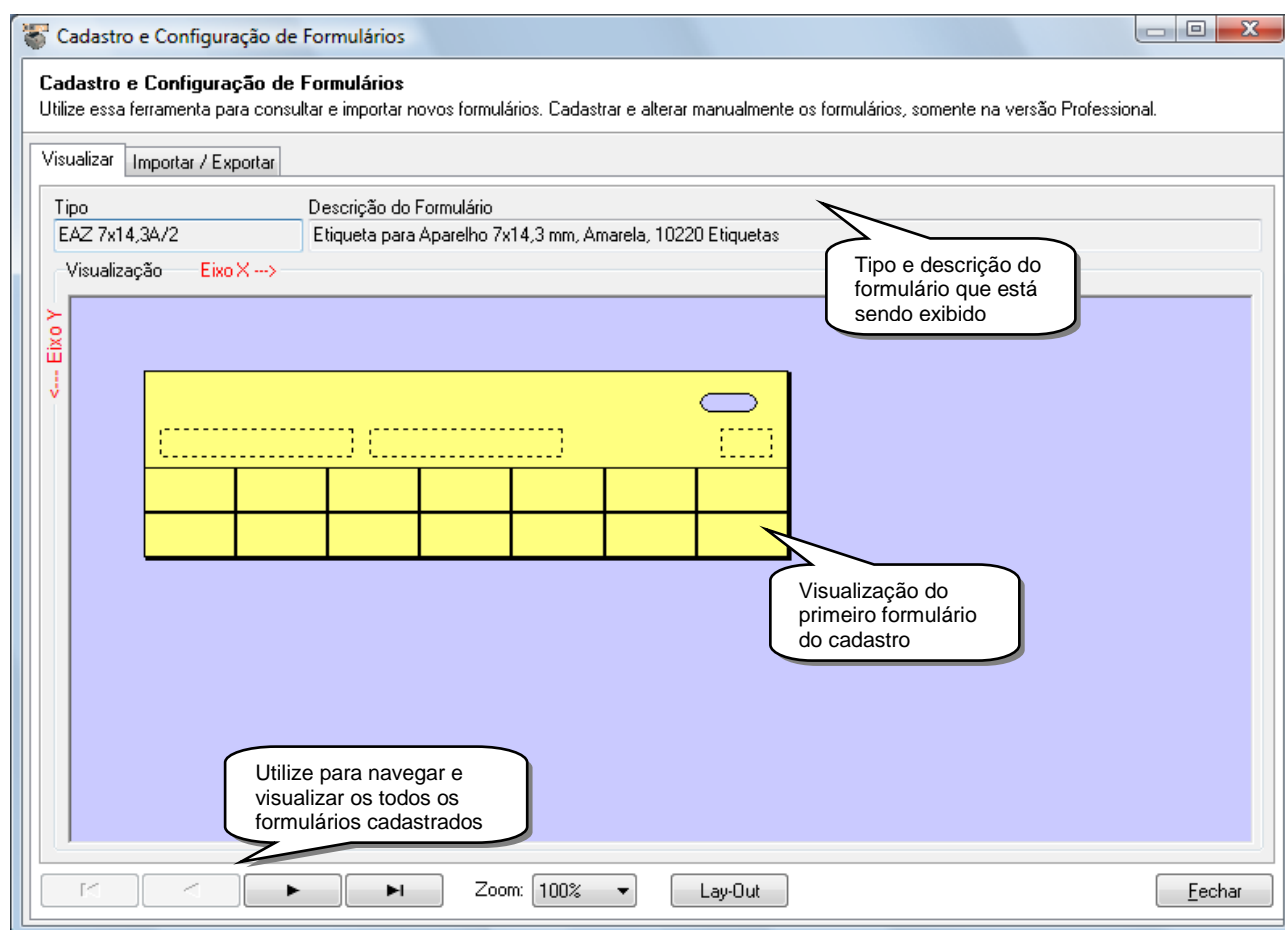 Cadastro e Configuração de Formulários
Cadastro e Configuração de Formulários
Utilize essa ferramenta para consultar e importar novos formulários. Cadastrar e alterar manualmente os formulários, somente na versão Professional.
Visualizar Importar / Exportar
Tipo Descrição do Formulário
EAZ 7x14,3A/2 Etiqueta para Aparelho 7x14,3 mm, Amarela, 10220 Etiquetas
Visualização Eixo X --->
<--- Eixo Y
Tipo e descrição do
formulário que está
sendo exibido
Visualização do
primeiro formulário
do cadastro
Utilize para navegar e
visualizar os todos os
formulários cadastrados
Zoom: 100% Lay-Out Fechar